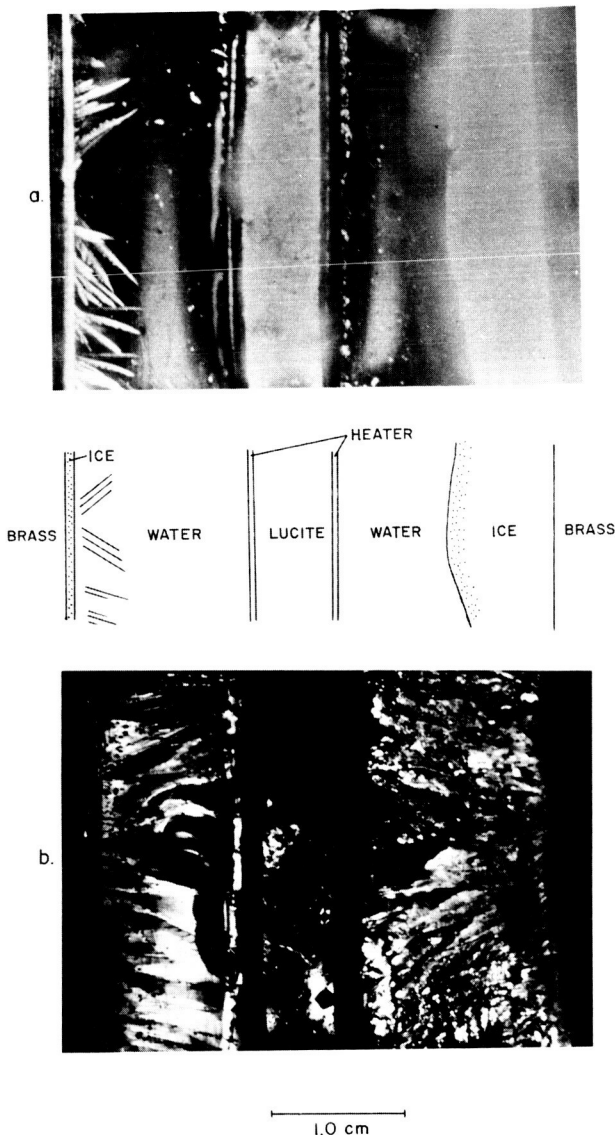 a.
HEATER
ICE
BRASS WATER LUCITE WATER ICE BRASS
b.
1.0 cm